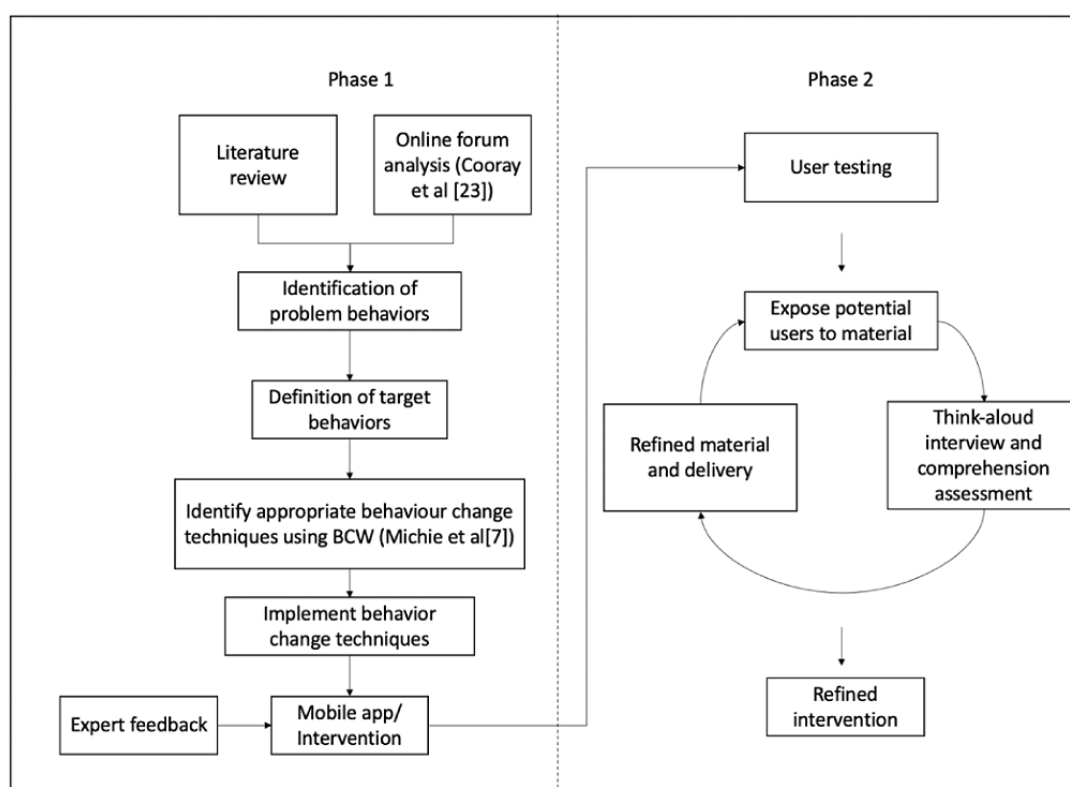 Phase 1
Literature
review
Online forum
analysis (Cooray
et al [23])
Identification of
problem behaviors
Definition of target
behaviors
Identify appropriate behaviour change
techniques using BCW (Michie et al[7])
Implement behavior
change techniques
Expert feedback
Mobile app/
Intervention
Phase 2
User testing
Expose potential
users to material
Think-aloud
interview and
comprehension
assessment
Refined material
and delivery
Refined
intervention